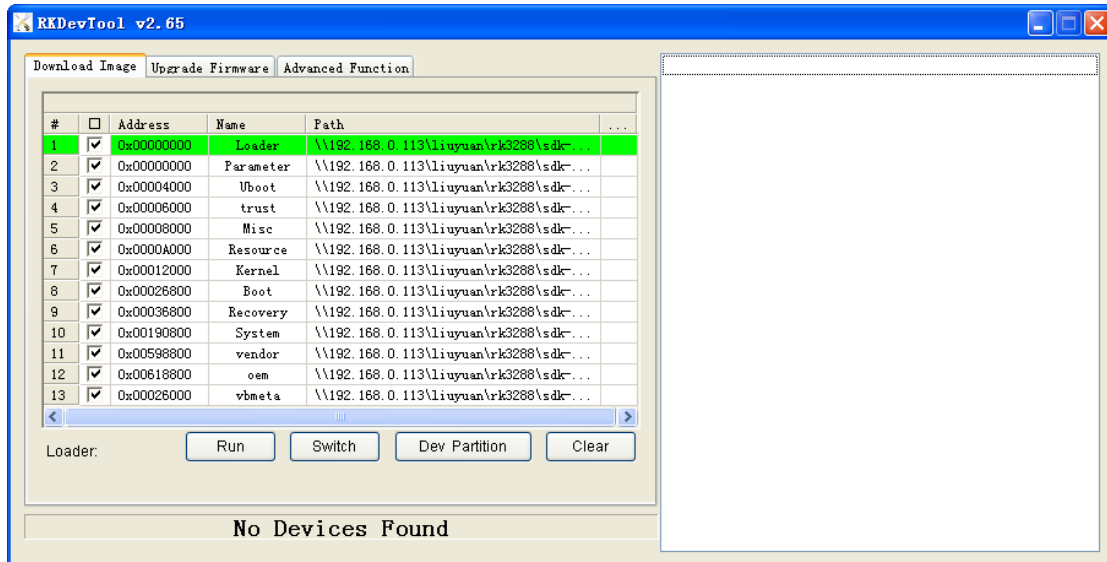 RKDevTool v2.65
Download Image Upgrade Firmware Advanced Function
# Address Name Path ...
1 0x00000000 Loader \\192.168.0.113\liuyuan\rk3288\sdk-...
2 0x00000000 Parameter \\192.168.0.113\liuyuan\rk3288\sdk-...
3 0x00004000 Uboot \\192.168.0.113\liuyuan\rk3288\sdk-...
4 0x00006000 trust \\192.168.0.113\liuyuan\rk3288\sdk-...
5 0x00008000 Misc \\192.168.0.113\liuyuan\rk3288\sdk-...
6 0x0000A000 Resource \\192.168.0.113\liuyuan\rk3288\sdk-...
7 0x00012000 Kernel \\192.168.0.113\liuyuan\rk3288\sdk-...
8 0x00026800 Boot \\192.168.0.113\liuyuan\rk3288\sdk-...
9 0x00036800 Recovery \\192.168.0.113\liuyuan\rk3288\sdk-...
10 0x00190800 System \\192.168.0.113\liuyuan\rk3288\sdk-...
11 0x00598800 vendor \\192.168.0.113\liuyuan\rk3288\sdk-...
12 0x00618800 oem \\192.168.0.113\liuyuan\rk3288\sdk-...
13 0x00026000 vbmeta \\192.168.0.113\liuyuan\rk3288\sdk-...
Loader: Run Switch Dev Partition Clear
No Devices Found